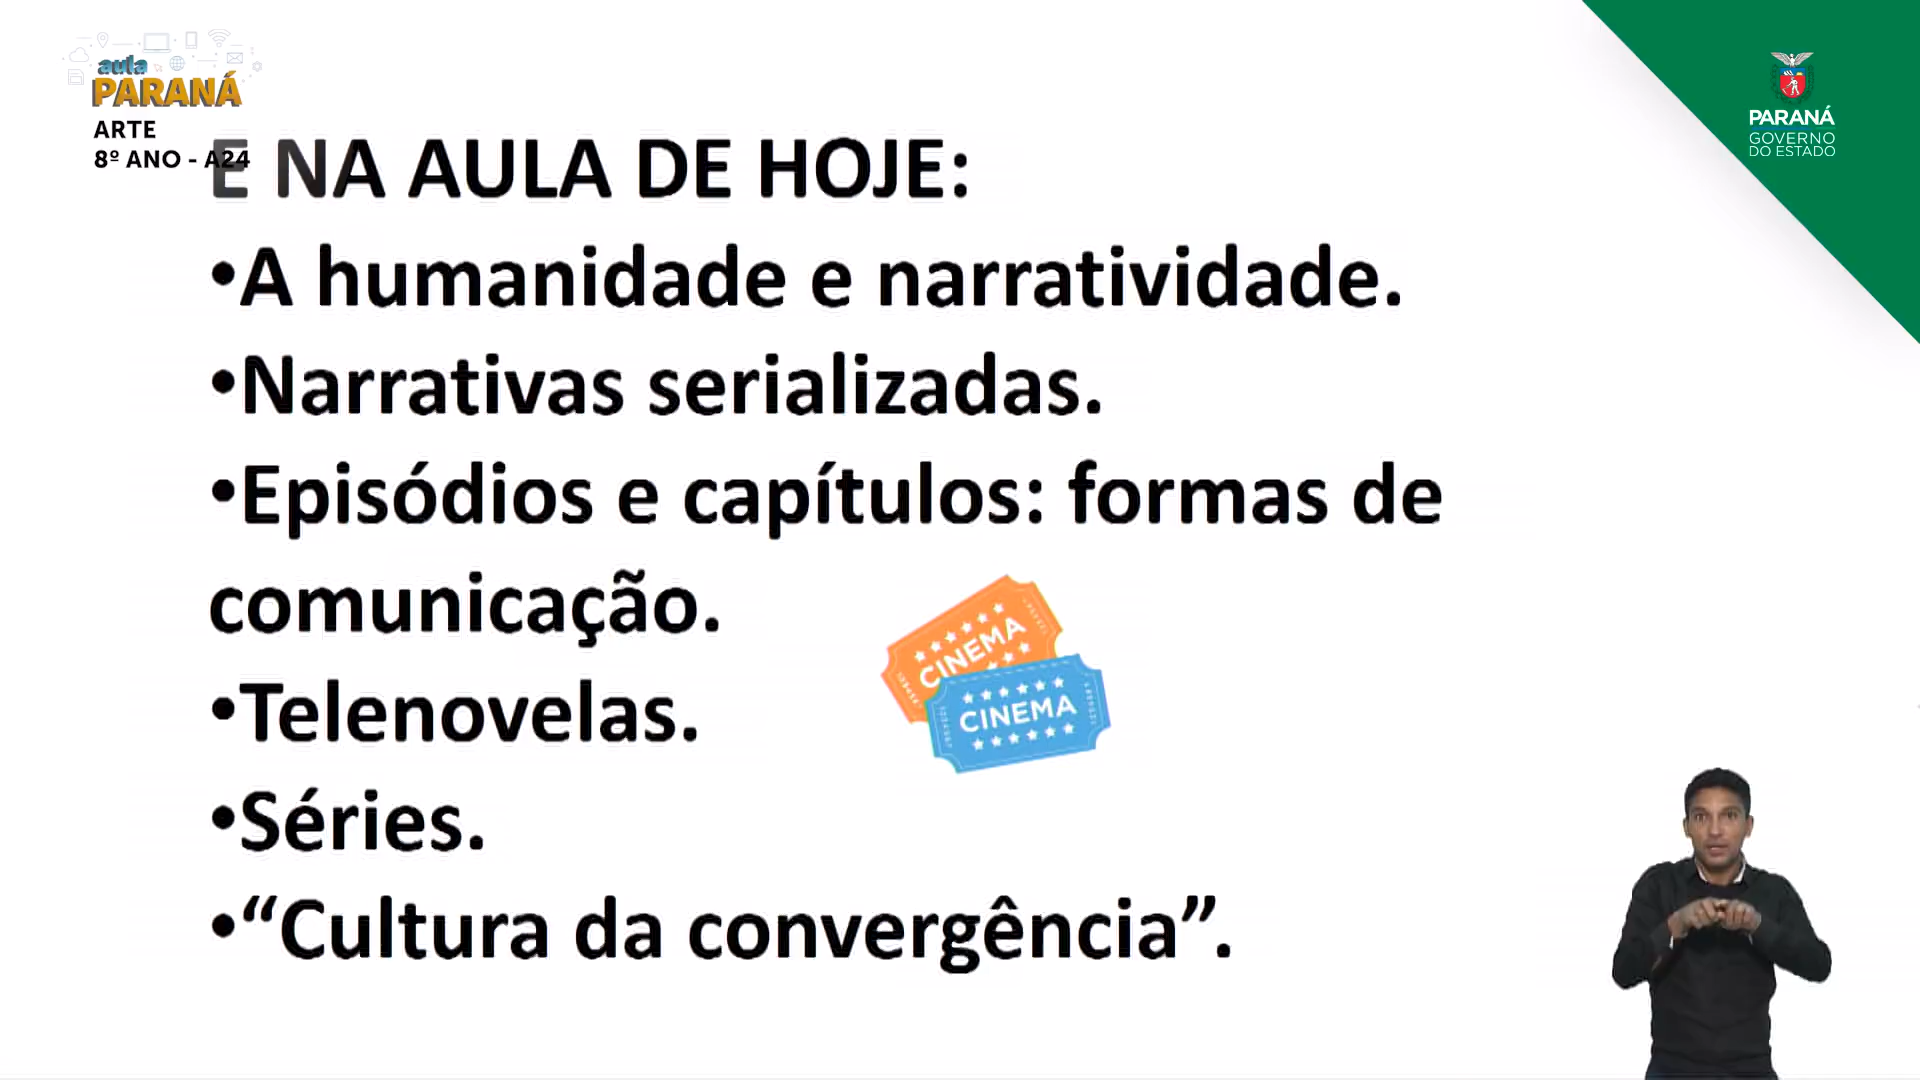 aula
PARANÁ
ARTE
8º ANO - A24
E NA AULA DE HOJE:
•A humanidade e narratividade.
•Narrativas serializadas.
•Episódios e capítulos: formas de
comunicação.
•Telenovelas.
•Séries.
•“Cultura da convergência”.
CINEMA
CINEMA
PARANÁ
GOVERNO
DO ESTADO